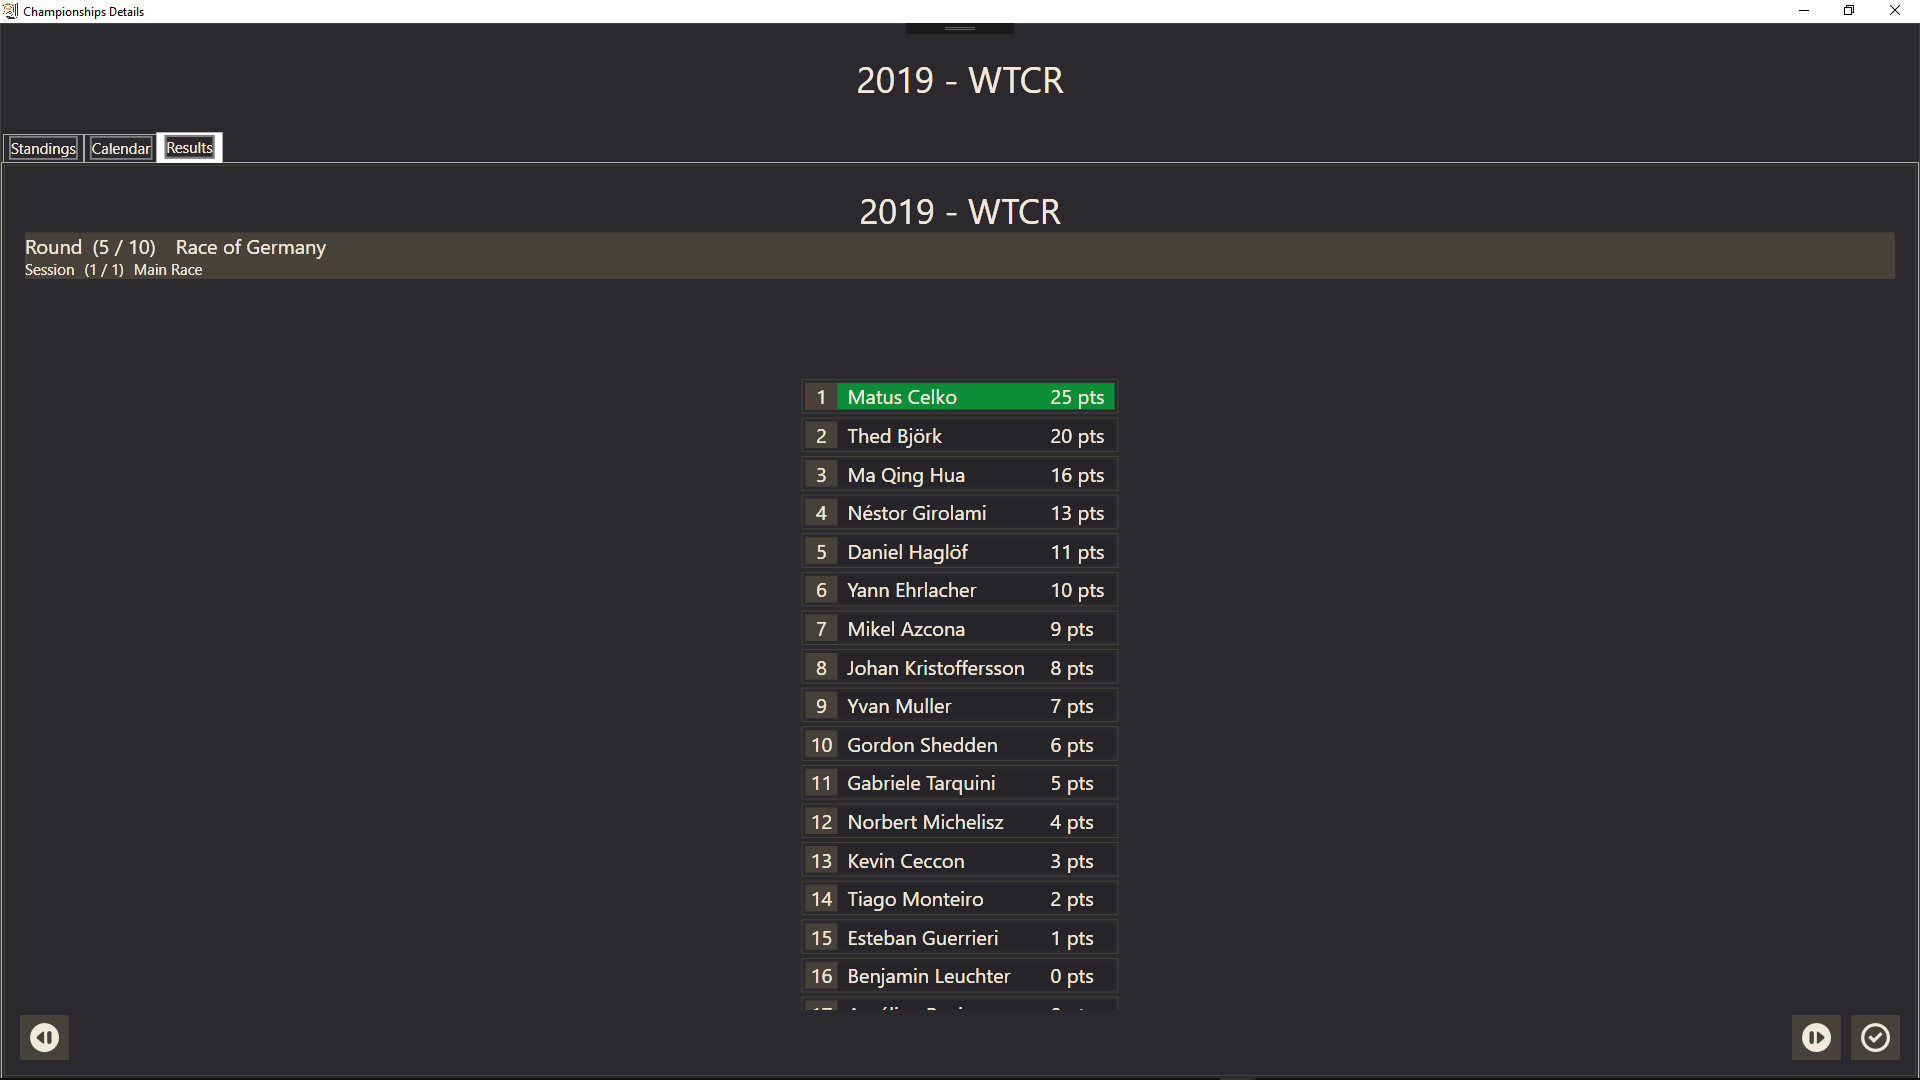 Championships Details
2019 - WTCR
Standings Calendar Results
2019 - WTCR
Round (5 / 10) Race of Germany
Session (1 / 1) Main Race
1 Matus Celko 25 pts
2 Thed Björk 20 pts
3 Ma Qing Hua 16 pts
4 Néstor Girolami 13 pts
5 Daniel Haglöf 11 pts
6 Yann Ehrlacher 10 pts
7 Mikel Azcona 9 pts
8 Johan Kristoffersson 8 pts
9 Yvan Muller 7 pts
10 Gordon Shedden 6 pts
11 Gabriele Tarquini 5 pts
12 Norbert Michelisz 4 pts
13 Kevin Ceccon 3 pts
14 Tiago Monteiro 2 pts
15 Esteban Guerrieri 1 pts
16 Benjamin Leuchter 0 pts